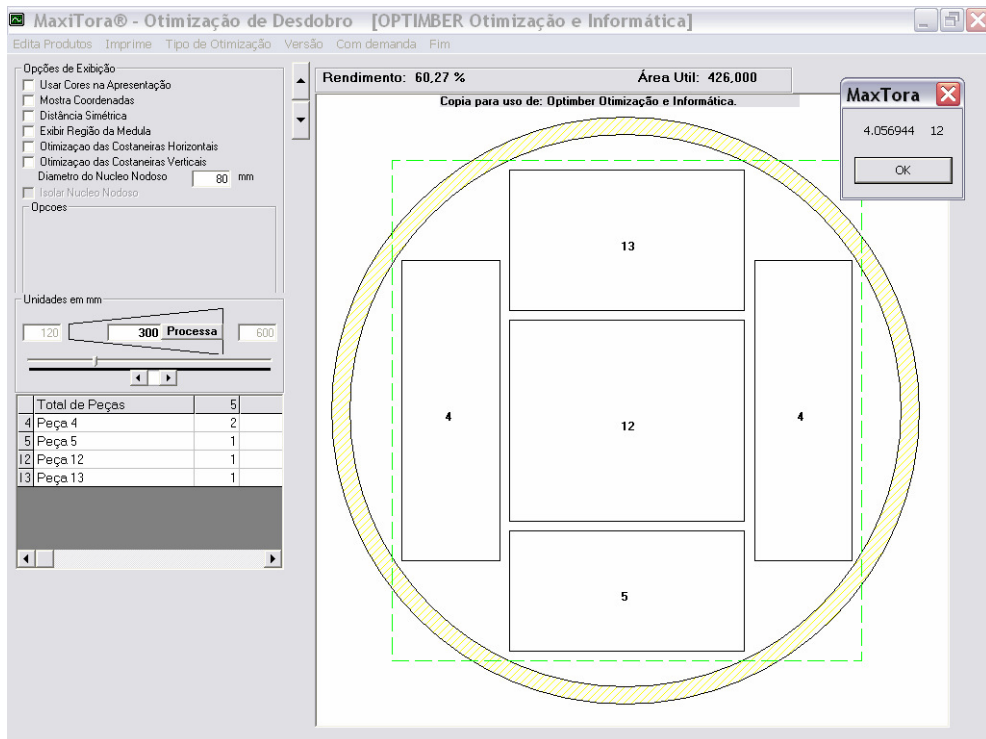 MaxiTora® - Otimização de Desdobro [OPTIMBER Otimização e Informática]
Edita Produtos Imprime Tipo de Otimização Versão Com demanda Fim
Opções de Exibição
Usar Cores na Apresentação
Mostra Coordenadas
Distância Simétrica
Exibir Região da Medula
Otimizaçao das Costaneiras Horizontais
Otimizaçao das Costaneiras Verticais
Diametro do Nucleo Nodoso 80 mm
Isolar Nucleo Nodoso
Opcoes
Unidades em mm
120 300 Processa 600
Total de Peças 5
4 Peça 4 2
5 Peça 5 1
12 Peça 12 1
13 Peça 13 1
Rendimento: 60,27 % Área Util: 426,000
Copia para uso de: Optimber Otimização e Informática.
13
4 12 4
5
MaxTora
4.056944 12
OK